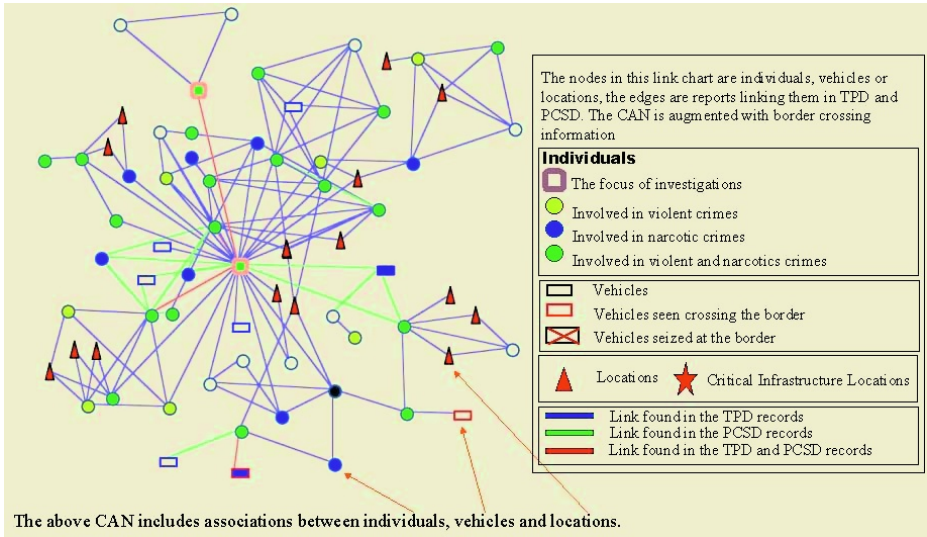 The nodes in this link chart are individuals, vehicles or
locations, the edges are reports linking them in TPD and
PCSD. The CAN is augmented with border crossing
information
Individuals
The focus of investigations
Involved in violent crimes
Involved in narcotic crimes
Involved in violent and narcotics crimes
Vehicles
Vehicles seen crossing the border
Vehicles seized at the border
Locations Critical Infrastructure Locations
Link found in the TPD records
Link found in the PCSD records
Link found in the TPD and PCSD records
The above CAN includes associations between individuals, vehicles and locations.